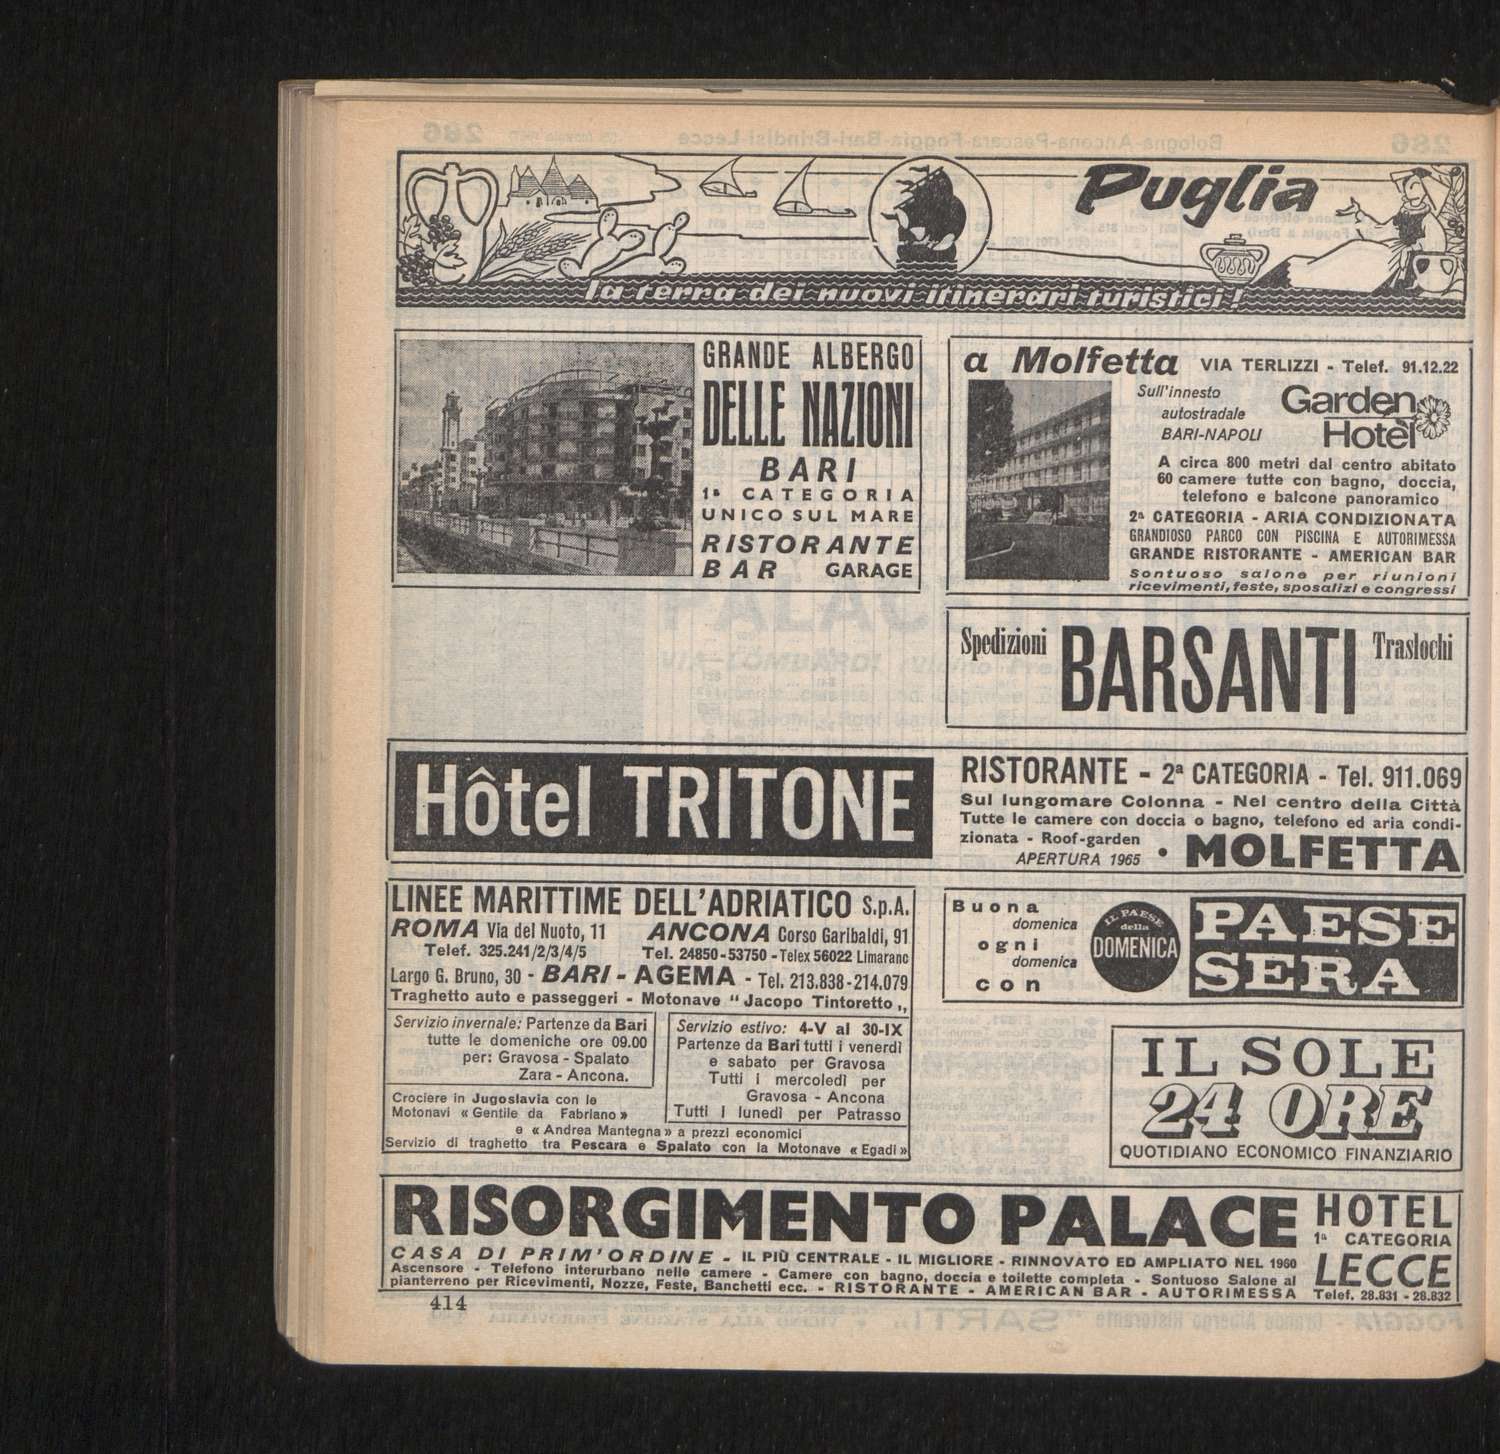 Puglia
la terra dei nuovi itinerari turistici!
GRANDE ALBERGO
DELLE NAZIONI
BARI
1ª CATEGORIA
UNICO SUL MARE
RISTORANTE
BAR GARAGE
a Molfetta VIA TERLIZZI - Telef. 91.12.22
Sull'innesto
autostradale
BARI-NAPOLI
Garden
Hotel
A circa 800 metri dal centro abitato
60 camere tutte con bagno, doccia,
telefono e balcone panoramico
2ª CATEGORIA - ARIA CONDIZIONATA
GRANDIOSO PARCO CON PISCINA E AUTORIMESSA
GRANDE RISTORANTE - AMERICAN BAR
Sontuoso salone per riunioni
ricevimenti, feste, sposalizi e congressi
Spedizioni BARSANTI Traslochi
Hôtel TRITONE
RISTORANTE - 2ª CATEGORIA - Tel. 911.069
Sul lungomare Colonna - Nel centro della Città
Tutte le camere con doccia o bagno, telefono ed aria condi-
zionata - Roof-garden
APERTURA 1965 • MOLFETTA
LINEE MARITTIME DELL'ADRIATICO S.p.A.
ROMA Via del Nuoto, 11 ANCONA Corso Garibaldi, 91
Telef. 325.241/2/3/4/5 Tel. 24850-53750 - Telex 56022 Limarano
Largo G. Bruno, 30 - BARI - AGEMA - Tel. 213.838-214.079
Traghetto auto e passeggeri - Motonave “ Jacopo Tintoretto „
Servizio invernale: Partenze da Bari
tutte le domeniche ore 09.00
per: Gravosa - Spalato
Zara - Ancona.
Servizio estivo: 4-V al 30-IX
Partenze da Bari tutti i venerdì
e sabato per Gravosa
Tutti i mercoledì per
Gravosa - Ancona
Tutti i lunedì per Patrasso
Crociere in Jugoslavia con le
Motonavi « Gentile da Fabriano »
e « Andrea Mantegna » a prezzi economici
Servizio di traghetto tra Pescara e Spalato con la Motonave « Egadi »
Buona
domenica
ogni
domenica
con
IL PAESE
della
DOMENICA
PAESE
SERA
IL SOLE
24 ORE
QUOTIDIANO ECONOMICO FINANZIARIO
RISORGIMENTO PALACE HOTEL
1ª CATEGORIA
CASA DI PRIM'ORDINE - IL PIÙ CENTRALE - IL MIGLIORE - RINNOVATO ED AMPLIATO NEL 1960
Ascensore - Telefono interurbano nelle camere - Camere con bagno, doccia e toilette completa - Sontuoso Salone al
pianterreno per Ricevimenti, Nozze, Feste, Banchetti ecc. - RISTORANTE - AMERICAN BAR - AUTORIMESSA
LECCE
Telef. 28.831 - 28.832
414